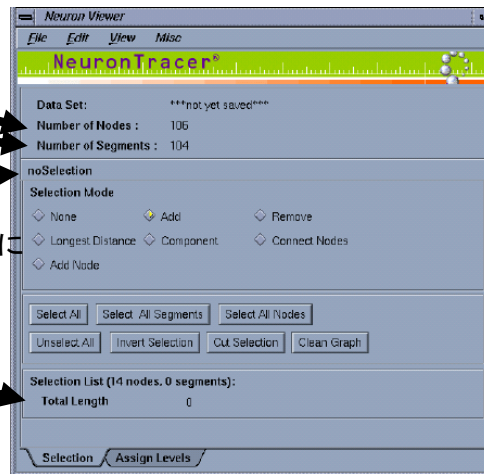 Neuron Viewer
File Edit View Misc
NeuronTracer®
Data Set: ***not yet saved***
Number of Nodes : 106
Number of Segments : 104
noSelection
Selection Mode
None Add Remove
Longest Distance Component Connect Nodes
Add Node
Select All Select All Segments Select All Nodes
Unselect All Invert Selection Cut Selection Clean Graph
Selection List (14 nodes, 0 segments):
Total Length 0
Selection Assign Levels